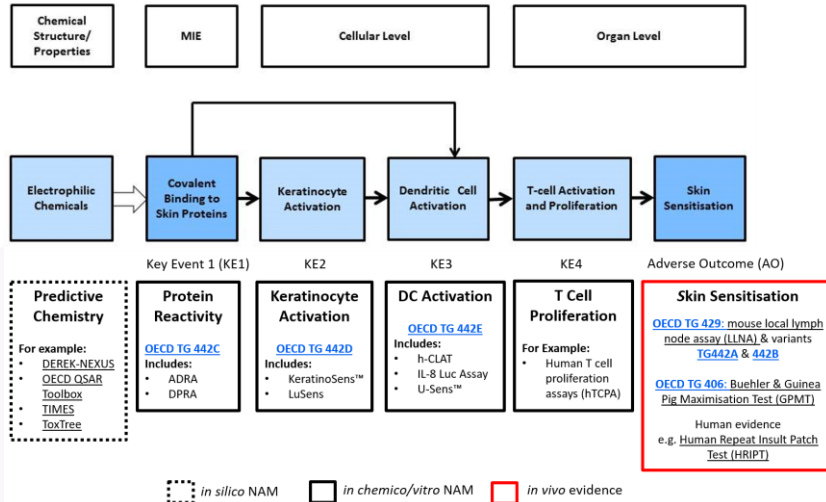 Chemical
Structure/
Properties
MIE
Cellular Level
Organ Level
Electrophilic
Chemicals
Covalent
Binding to
Skin Proteins
Keratinocyte
Activation
Dendritic Cell
Activation
T-cell Activation
and Proliferation
Skin
Sensitisation
Key Event 1 (KE1)
KE2
KE3
KE4
Adverse Outcome (AO)
Predictive
Chemistry
For example:
• DEREK-NEXUS
• OECD QSAR
Toolbox
• TIMES
• ToxTree
Protein
Reactivity
OECD TG 442C
Includes:
• ADRA
• DPRA
Keratinocyte
Activation
OECD TG 442D
Includes:
• KeratinoSens™
• LuSens
DC Activation
OECD TG 442E
Includes:
• h-CLAT
• IL-8 Luc Assay
• U-Sens™
T Cell
Proliferation
For Example:
• Human T cell
proliferation
assays (hTCPA)
Skin Sensitisation
OECD TG 429: mouse local lymph
node assay (LLNA) & variants
TG442A & 442B
OECD TG 406: Buehler & Guinea
Pig Maximisation Test (GPMT)
Human evidence
e.g. Human Repeat Insult Patch
Test (HRIPT)
in silico NAM
in chemico/vitro NAM
in vivo evidence